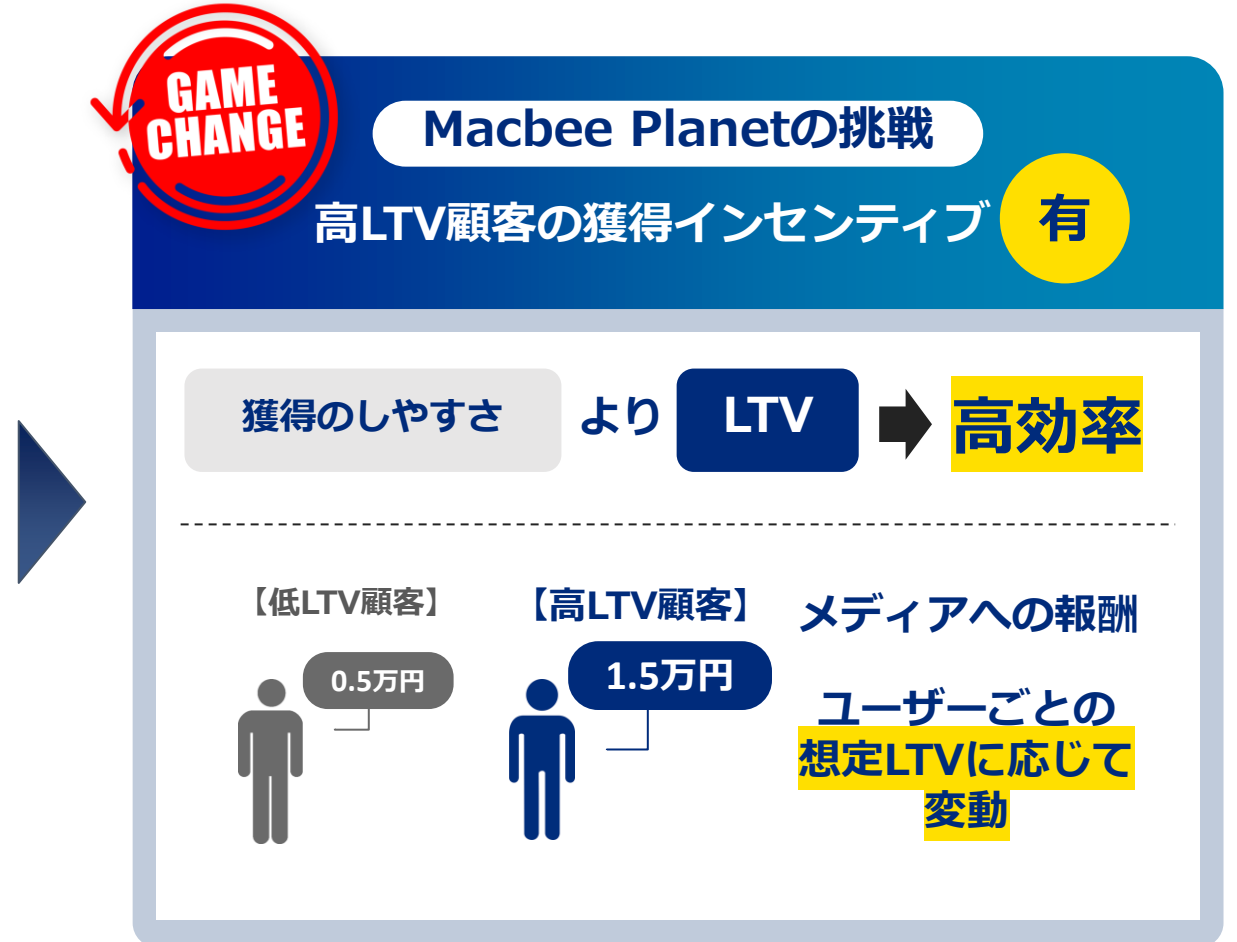 GAME
CHANGE
Macbee Planetの挑戦
高LTV顧客の獲得インセンティブ 有
獲得のしやすさ より LTV 高効率
【低LTV顧客】
0.5万円
【高LTV顧客】
1.5万円
メディアへの報酬
ユーザーごとの
想定LTVに応じて
変動